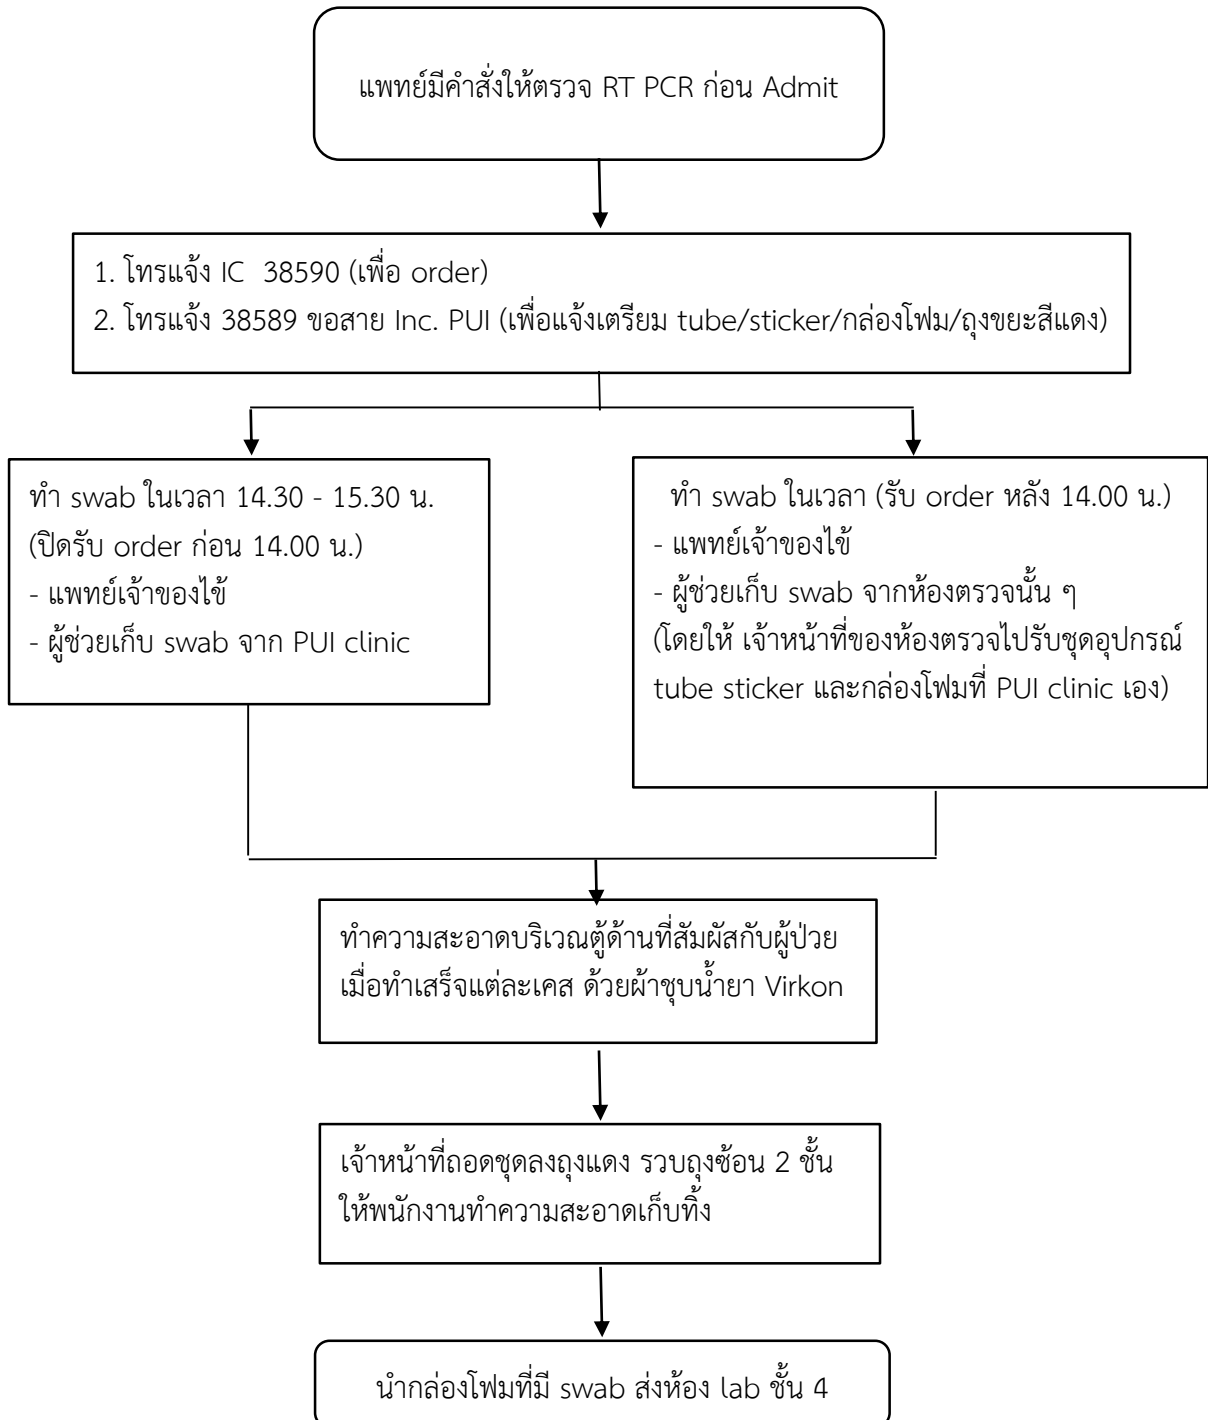 แพทย์มีคำสั่งให้ตรวจ RT PCR ก่อน Admit
1. โทรแจ้ง IC 38590 (เพื่อ order)
2. โทรแจ้ง 38589 ขอสาย Inc. PUI (เพื่อแจ้งเตรียม tube/sticker/กล่องโฟม/ถุงขยะสีแดง)
ทำ swab ในเวลา 14.30 - 15.30 น.
(ปิดรับ order ก่อน 14.00 น.)
- แพทย์เจ้าของไข้
- ผู้ช่วยเก็บ swab จาก PUI clinic
ทำ swab ในเวลา (รับ order หลัง 14.00 น.)
- แพทย์เจ้าของไข้
- ผู้ช่วยเก็บ swab จากห้องตรวจนั้น ๆ
(โดยให้ เจ้าหน้าที่ของห้องตรวจไปรับชุดอุปกรณ์
tube sticker และกล่องโฟมที่ PUI clinic เอง)
ทำความสะอาดบริเวณตู้ด้านที่สัมผัสกับผู้ป่วย
เมื่อทำเสร็จแต่ละเคส ด้วยผ้าชุบน้ำยา Virkon
เจ้าหน้าที่ถอดชุดลงถุงแดง รวบถุงซ้อน 2 ชั้น
ให้พนักงานทำความสะอาดเก็บทิ้ง
นำกล่องโฟมที่มี swab ส่งห้อง lab ชั้น 4